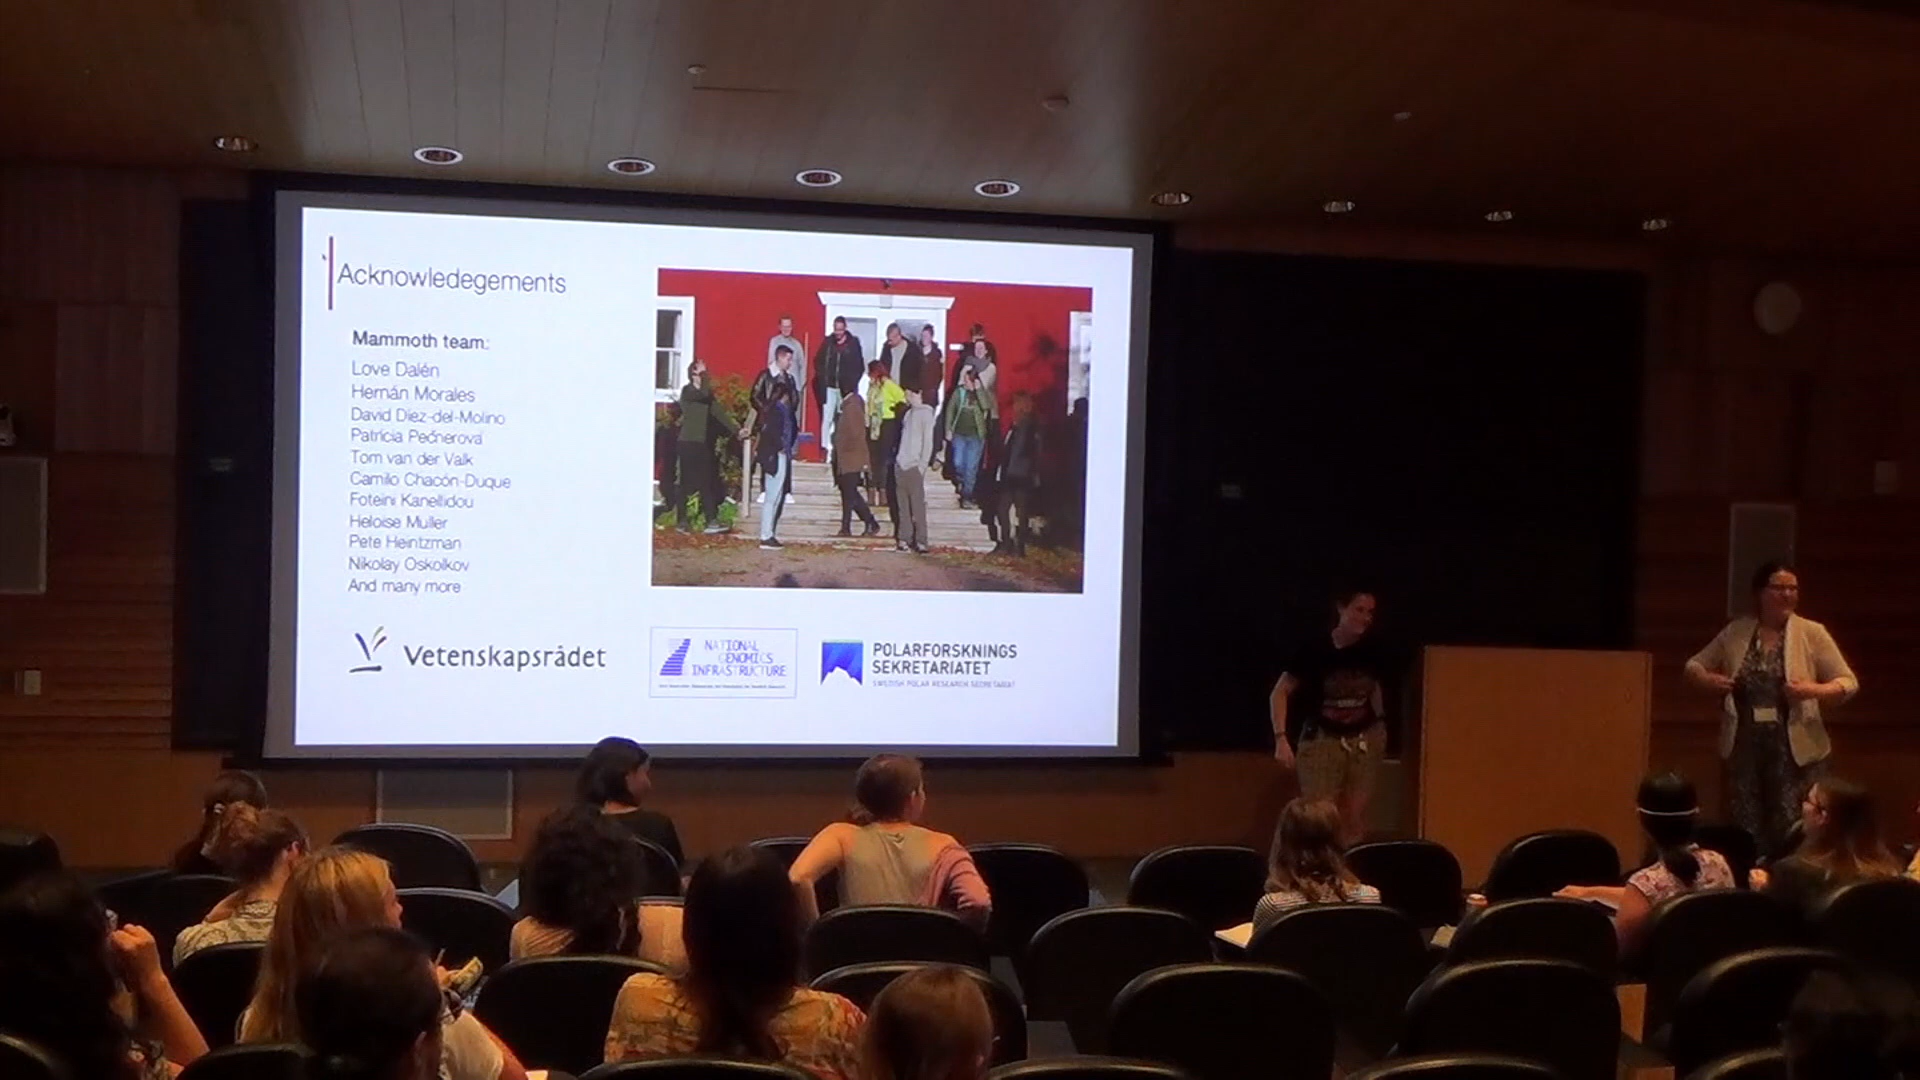 Acknowledegements
Mammoth team:
Love Dalén
Hernán Morales
David Díez-del-Molino
Patrícia Pečnerová
Tom van der Valk
Camilo Chacón-Duque
Foteini Kanellidou
Heloise Muller
Pete Heintzman
Nikolay Oskolkov
And many more
Vetenskapsrådet
NATIONAL
GENOMICS
INFRASTRUCTURE
POLARFORSKNINGS
SEKRETARIATET
SWEDISH POLAR RESEARCH SECRETARIAT